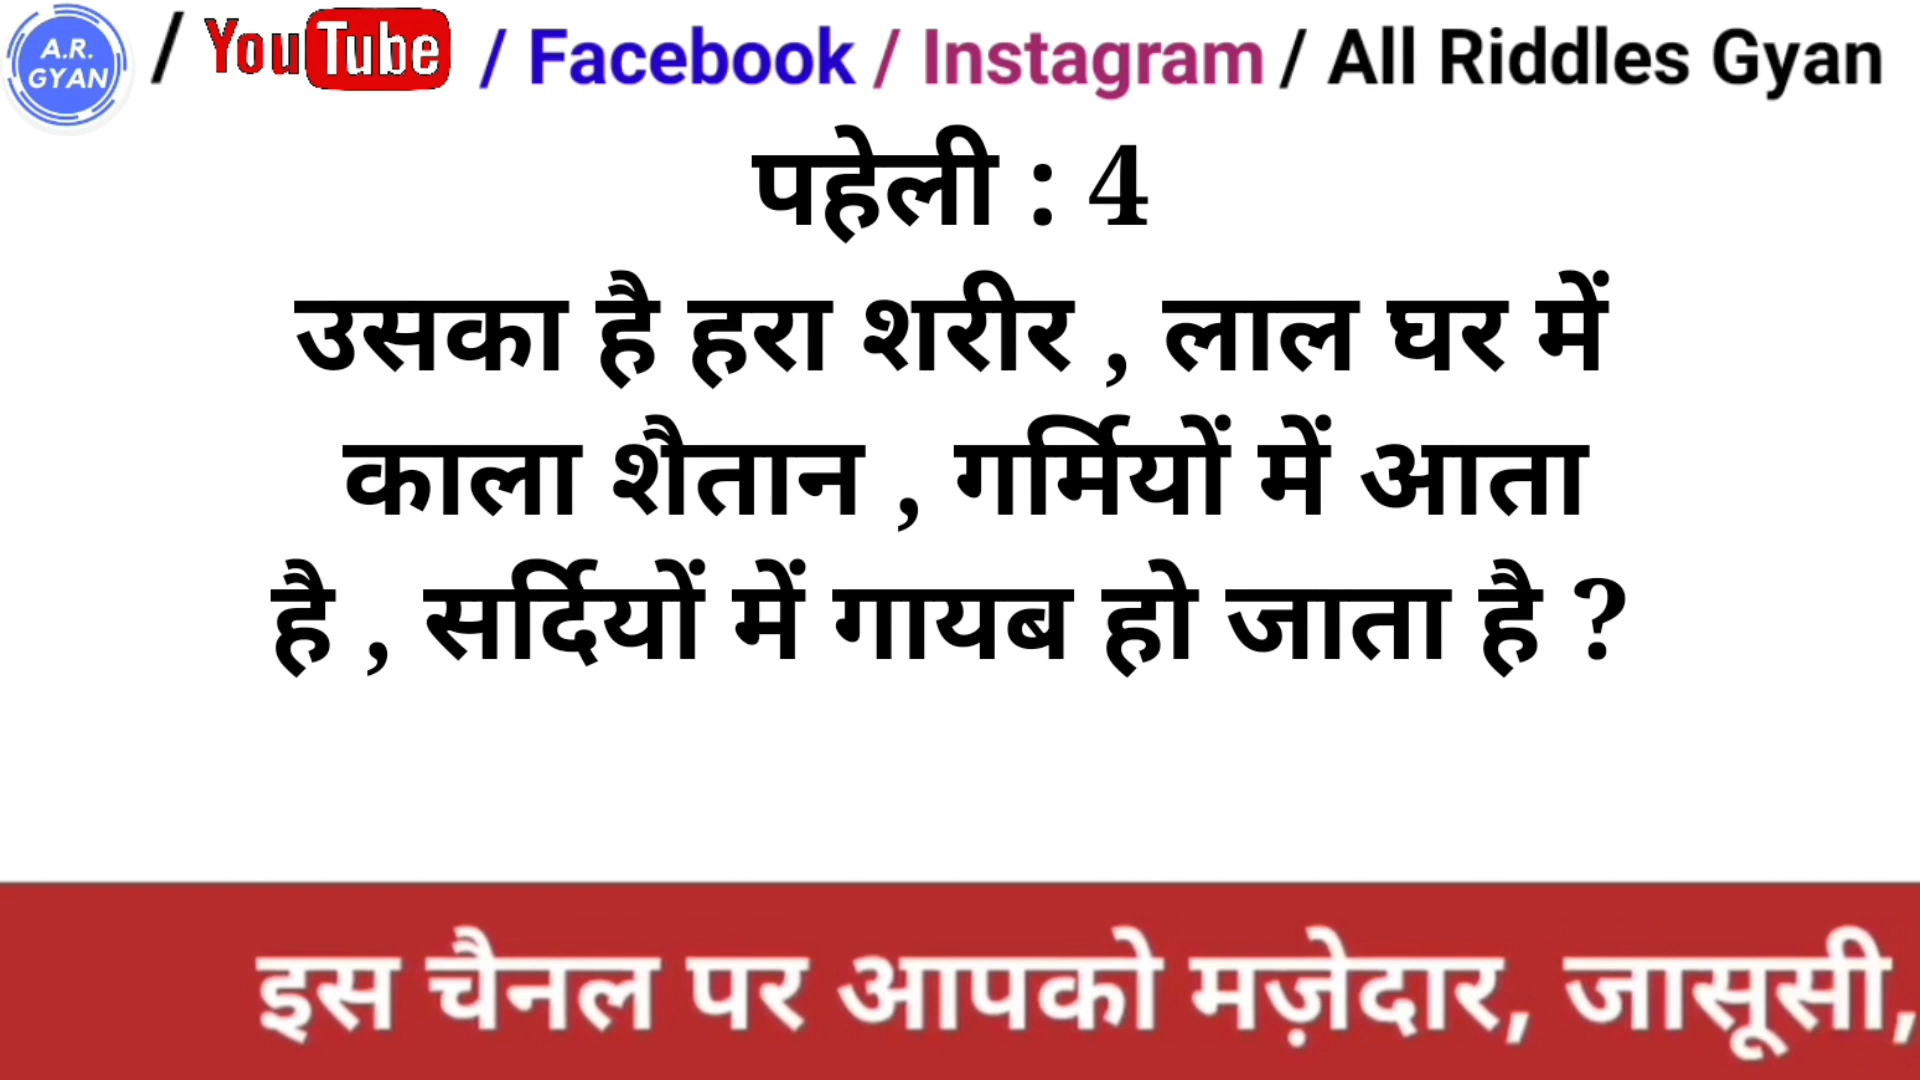 A.R. GYAN / YouTube / Facebook / Instagram / All Riddles Gyan
पहेली : 4
उसका है हरा शरीर , लाल घर में
काला शैतान , गर्मियों में आता
है , सर्दियों में गायब हो जाता है ?
इस चैनल पर आपको मज़ेदार, जासूसी,